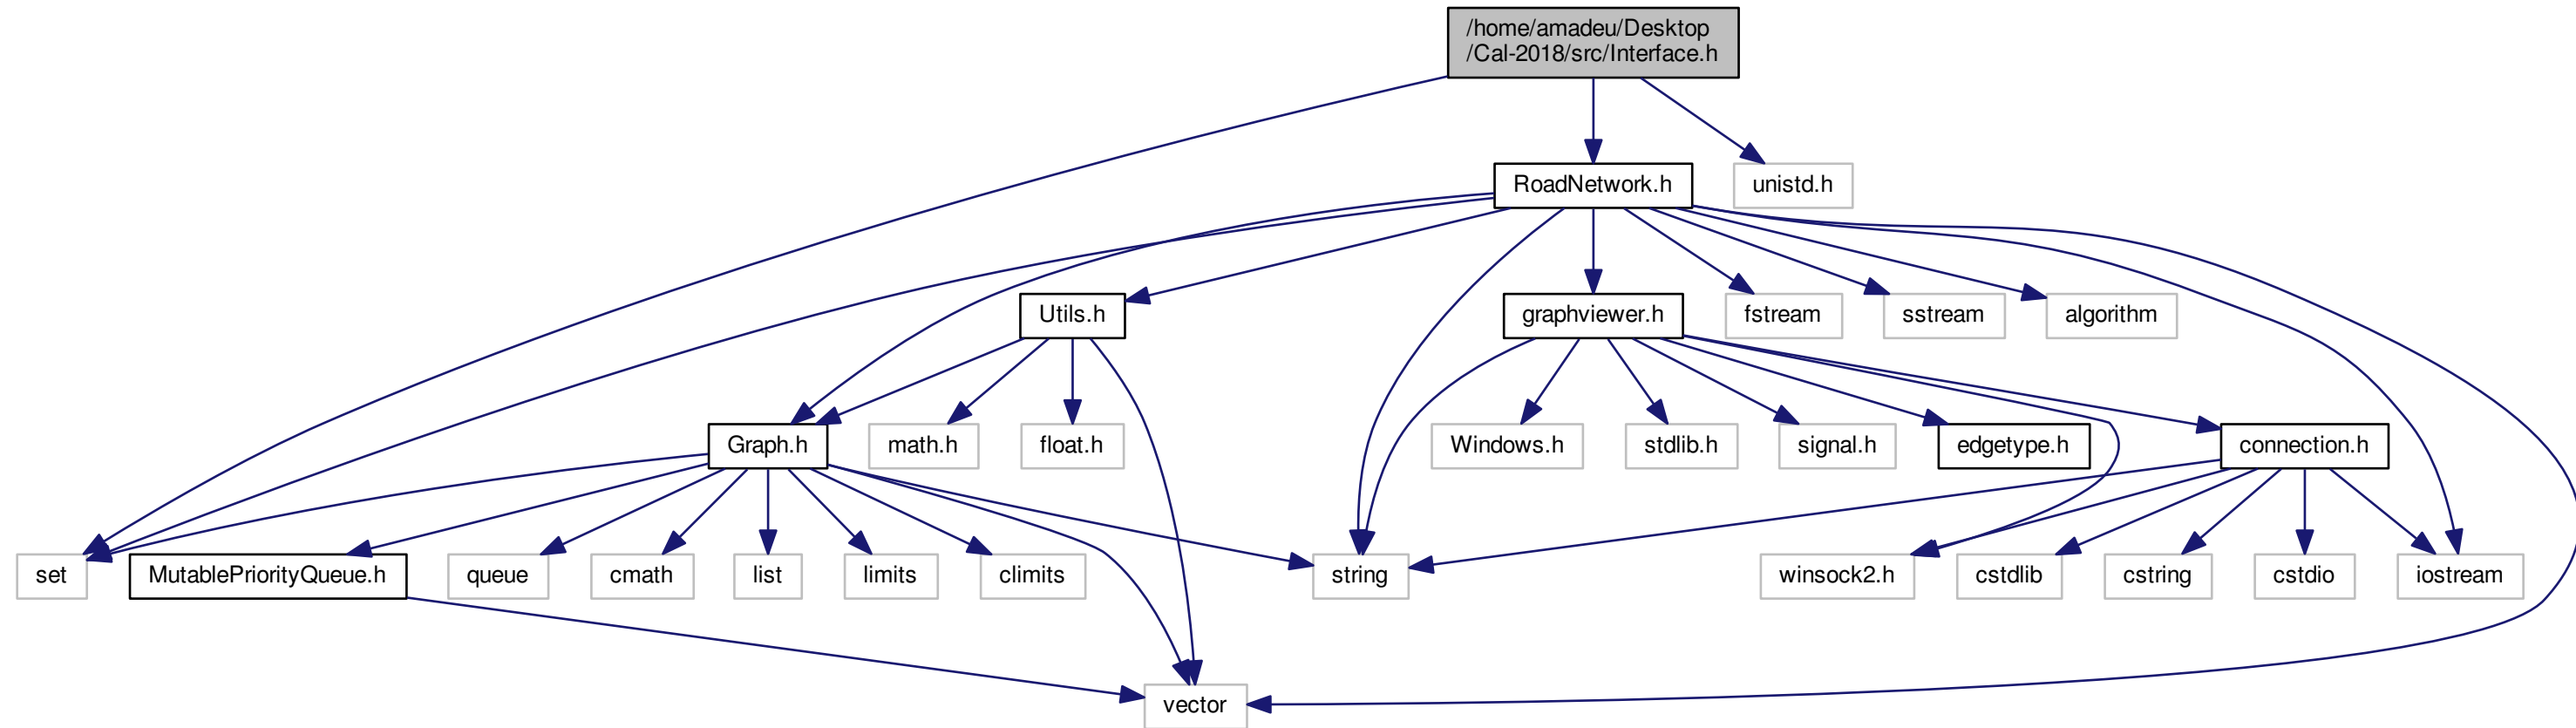 /home/amadeu/Desktop
/Cal-2018/src/Interface.h
RoadNetwork.h
unistd.h
Utils.h
graphviewer.h
fstream
sstream
algorithm
Graph.h
math.h
float.h
Windows.h
stdlib.h
signal.h
edgetype.h
connection.h
set
MutablePriorityQueue.h
queue
cmath
list
limits
climits
string
winsock2.h
cstdlib
cstring
cstdio
iostream
vector